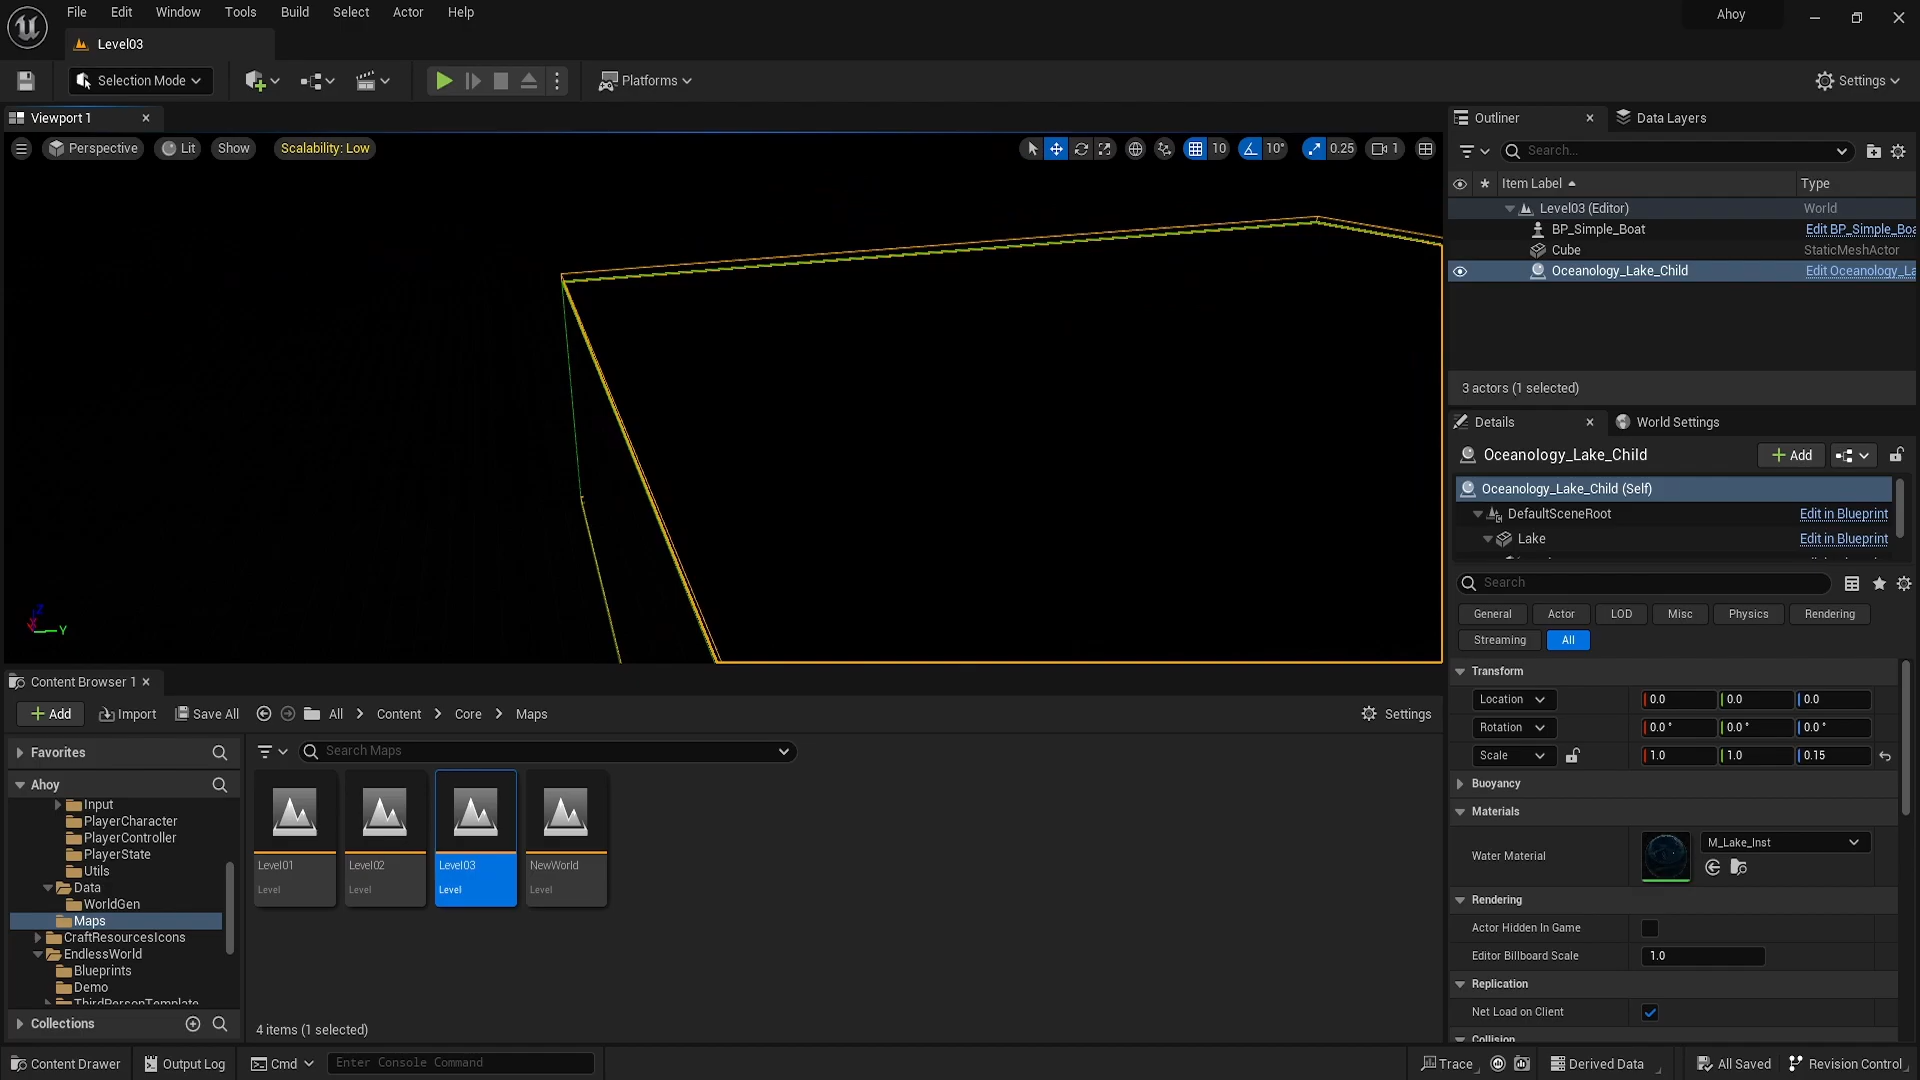 File Edit Window Tools Build Select Actor Help
Ahoy
Level03
Selection Mode
Platforms
Settings
Viewport 1
Perspective Lit Show Scalability: Low
10 10° 0.25 1
Z
Y
Outliner Data Layers
Search...
Item Label Type
Level03 (Editor) World
BP_Simple_Boat Edit BP_Simple_Boa
Cube StaticMeshActor
Oceanology_Lake_Child Edit Oceanology_La
3 actors (1 selected)
Details World Settings
Oceanology_Lake_Child
Add
Oceanology_Lake_Child (Self)
DefaultSceneRoot Edit in Blueprint
Lake Edit in Blueprint
Search
General Actor LOD Misc Physics Rendering
Streaming All
Transform
Location 0.0 0.0 0.0
Rotation 0.0° 0.0° 0.0°
Scale 1.0 1.0 0.15
Buoyancy
Materials
Water Material M_Lake_Inst
Rendering
Actor Hidden In Game
Editor Billboard Scale 1.0
Replication
Net Load on Client
Collision
Content Browser 1
Add Import Save All All Content Core Maps Settings
Favorites
Search Maps
Ahoy
Input
PlayerCharacter
PlayerController
PlayerState
Utils
Data
WorldGen
Maps
CraftResourcesIcons
EndlessWorld
Blueprints
Demo
ThirdPersonTemplate
Collections
Level01 Level02 Level03 NewWorld
Level Level Level Level
4 items (1 selected)
Content Drawer Output Log Cmd Enter Console Command
Trace Derived Data All Saved Revision Control